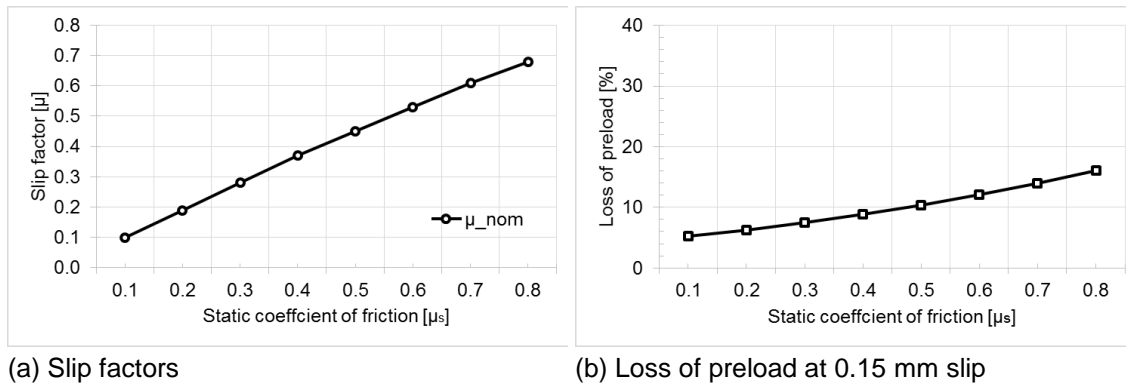 0.8
0.7
0.6
0.5
0.4
0.3
0.2
0.1
0.0
Slip factor [µ]
µ_nom
0.1 0.2 0.3 0.4 0.5 0.6 0.7 0.8
Static coeffcient of friction [µs]
(a) Slip factors
40
30
20
10
0
Loss of preload [%]
0.1 0.2 0.3 0.4 0.5 0.6 0.7 0.8
Static coeffcient of friction [µs]
(b) Loss of preload at 0.15 mm slip